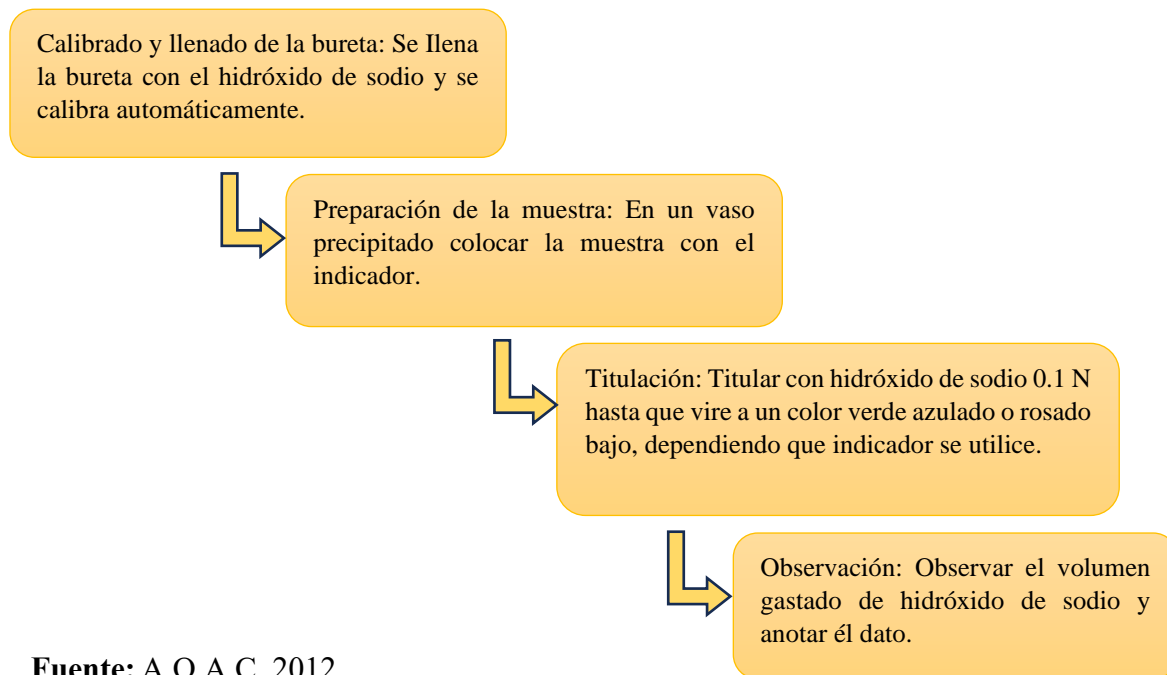 Calibrado y llenado de la bureta: Se Ilena
la bureta con el hidróxido de sodio y se
calibra automáticamente.
Preparación de la muestra: En un vaso
precipitado colocar la muestra con el
indicador.
Titulación: Titular con hidróxido de sodio 0.1 N
hasta que vire a un color verde azulado o rosado
bajo, dependiendo que indicador se utilice.
Observación: Observar el volumen
gastado de hidróxido de sodio y
anotar él dato.
Fuente: A.O.A.C, 2012